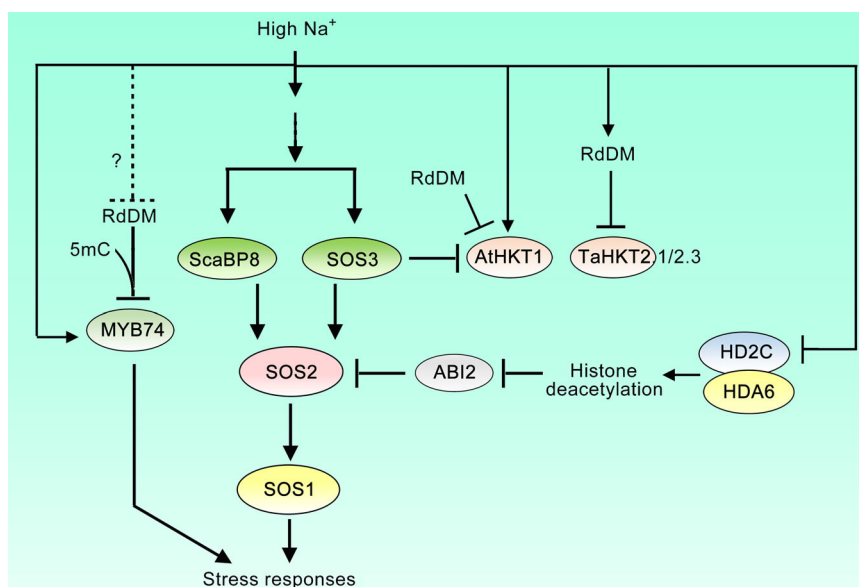 High Na+
?
RdDM
RdDM
RdDM
5mC
ScaBP8
SOS3
AtHKT1
TaHKT2.1/2.3
MYB74
SOS2
ABI2
Histone
deacetylation
HD2C
HDA6
SOS1
Stress responses